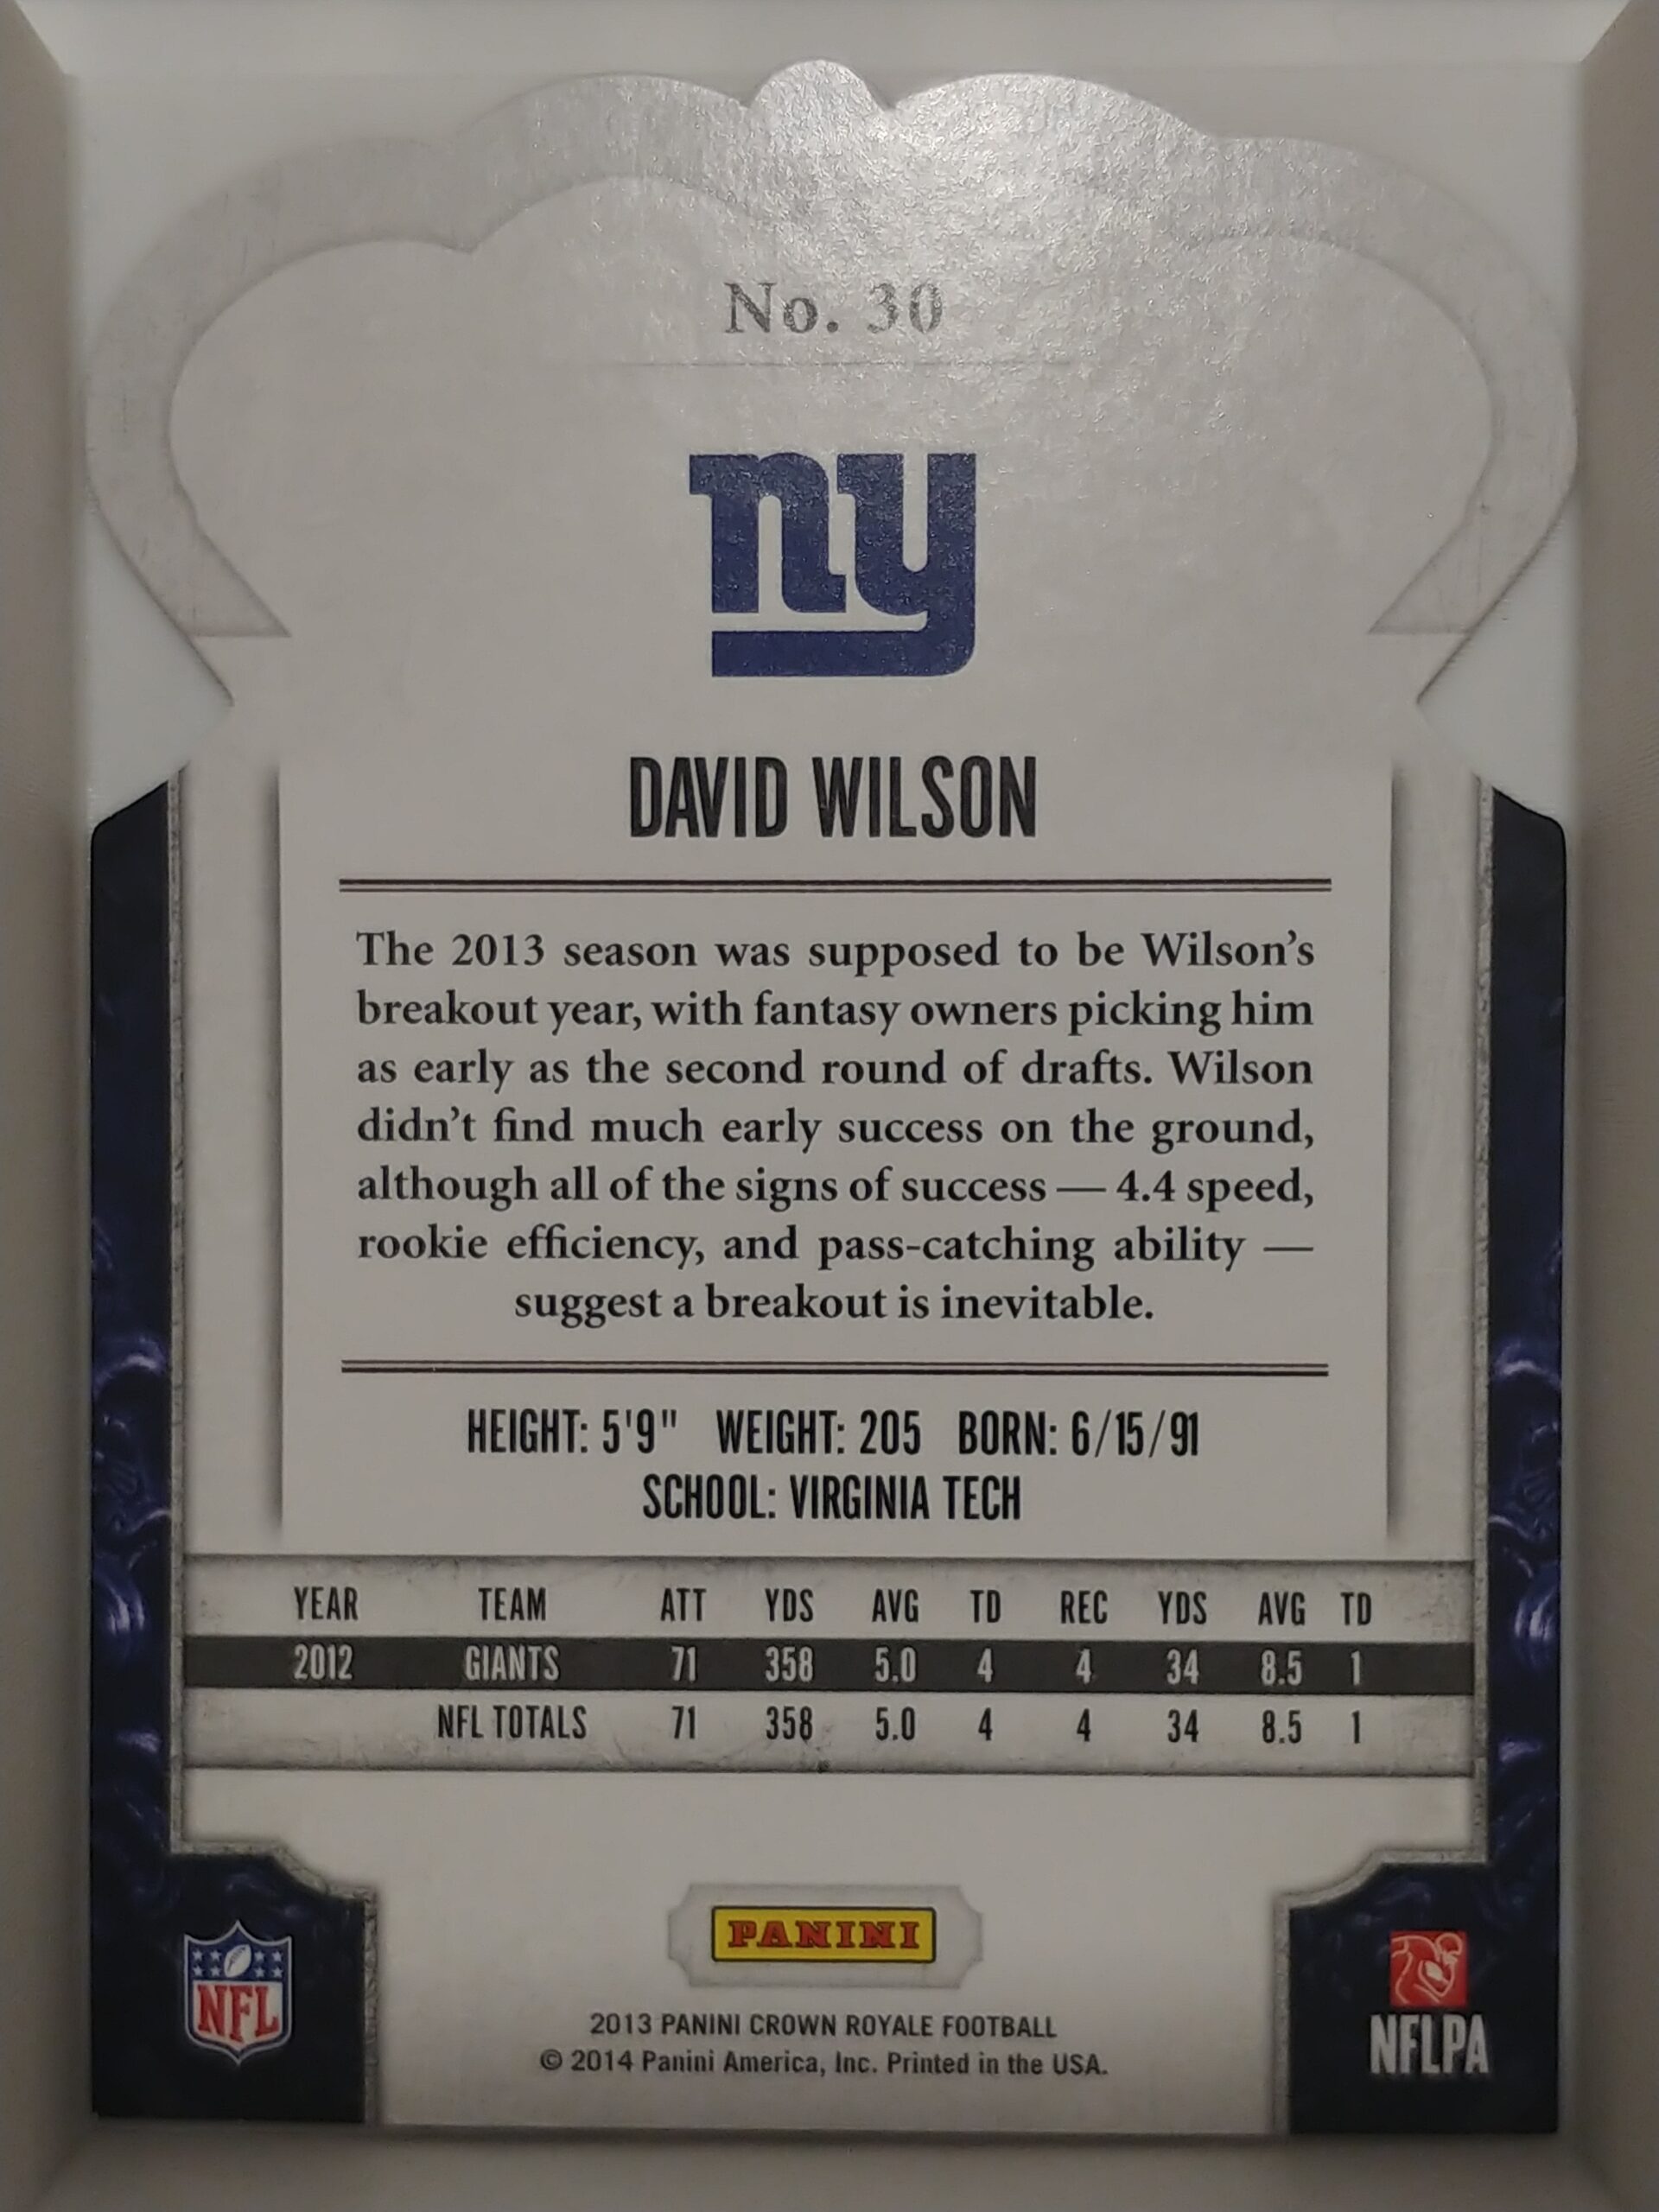 No. 30
ny
DAVID WILSON
The 2013 season was supposed to be Wilson's
breakout year, with fantasy owners picking him
as early as the second round of drafts. Wilson
didn't find much early success on the ground,
although all of the signs of success — 4.4 speed,
rookie efficiency, and pass-catching ability —
suggest a breakout is inevitable.
HEIGHT: 5'9" WEIGHT: 205 BORN: 6/15/91
SCHOOL: VIRGINIA TECH
YEAR TEAM ATT YDS AVG TD REC YDS AVG TD
2012 GIANTS 71 358 5.0 4 4 34 8.5 1
NFL TOTALS 71 358 5.0 4 4 34 8.5 1
PANINI
NFL
NFLPA
2013 PANINI CROWN ROYALE FOOTBALL
© 2014 Panini America, Inc. Printed in the USA.